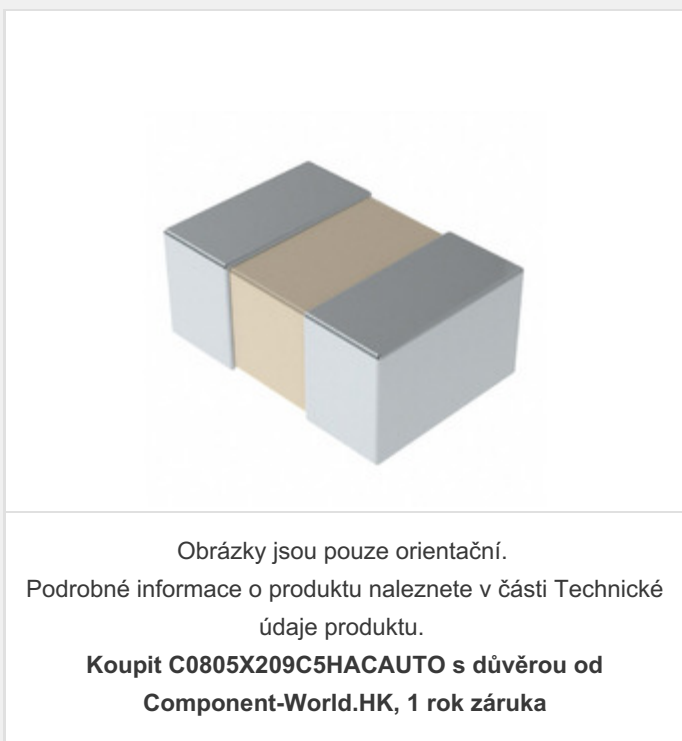 Obrázky jsou pouze orientační.
Podrobné informace o produktu naleznete v části Technické
údaje produktu.
Koupit C0805X209C5HACAUTO s důvěrou od
Component-World.HK, 1 rok záruka